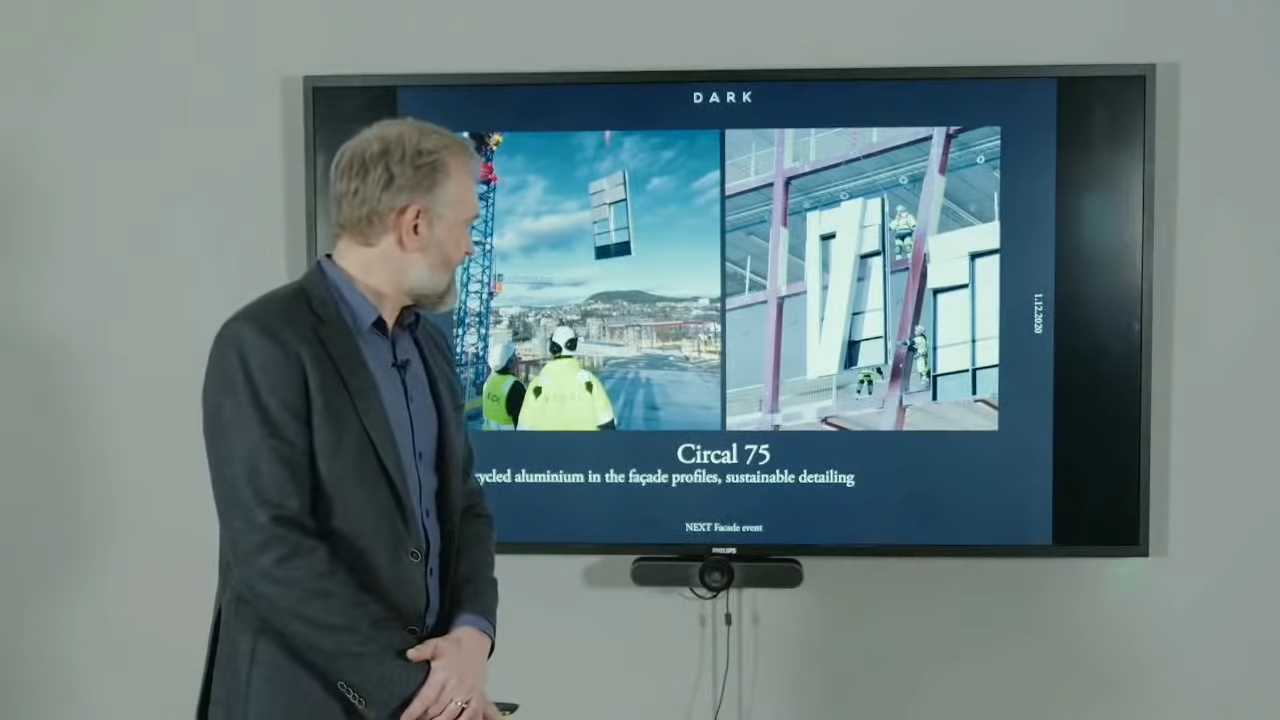 DARK
1.12.2020
Circal 75
ycled aluminium in the façade profiles, sustainable detailing
NEXT Facade event
PHILIPS